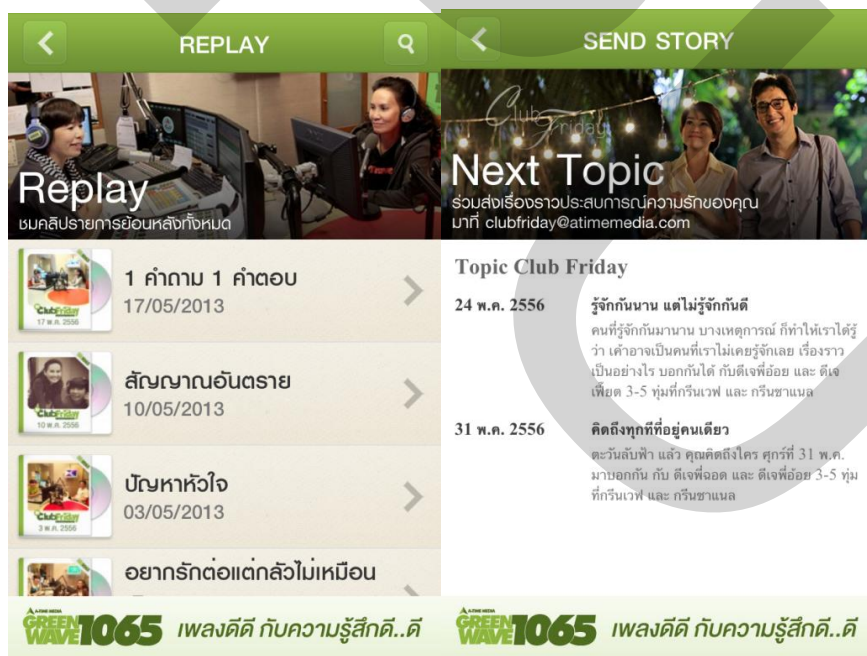 REPLAY
Replay
ชมคลิปรายการย้อนหลังทั้งหมด
1 คำถาม 1 คำตอบ
17/05/2013
ClubFriday
17 พ.ค. 2556
สัญญาณอันตราย
10/05/2013
ClubFriday
10 พ.ค. 2556
ปัญหาหัวใจ
03/05/2013
ClubFriday
3 พ.ค. 2556
อยากรักต่อแต่กลัวไม่เหมือน
A-TIME MEDIA
GREEN WAVE 1065 เพลงดีดี กับความรู้สึกดี..ดี
SEND STORY
Club Friday
Next Topic
ร่วมส่งเรื่องราวประสบการณ์ความรักของคุณ
มาที่ clubfriday@atimemedia.com
Topic Club Friday
24 พ.ค. 2556 รู้จักกันนาน แต่ไม่รู้จักกันดี
คนที่รู้จักกันมานาน บางเหตุการณ์ ก็ทำให้เราได้รู้
ว่า เค้าอาจเป็นคนที่เราไม่เคยรู้จักเลย เรื่องราว
เป็นอย่างไร บอกกันได้ กับดีเจพี่อ้อย และ ดีเจ
เฟี๊ยต 3-5 ทุ่มที่กรีนเวฟ และ กรีนชาแนล
31 พ.ค. 2556 คิดถึงทุกทีที่อยู่คนเดียว
ตะวันลับฟ้า แล้ว คุณคิดถึงใคร ศุกร์ที่ 31 พ.ค.
มาบอกกัน กับ ดีเจพี่ฉอด และ ดีเจพี่อ้อย 3-5 ทุ่ม
ที่กรีนเวฟ และ กรีนชาแนล
A-TIME MEDIA
GREEN WAVE 1065 เพลงดีดี กับความรู้สึกดี..ดี